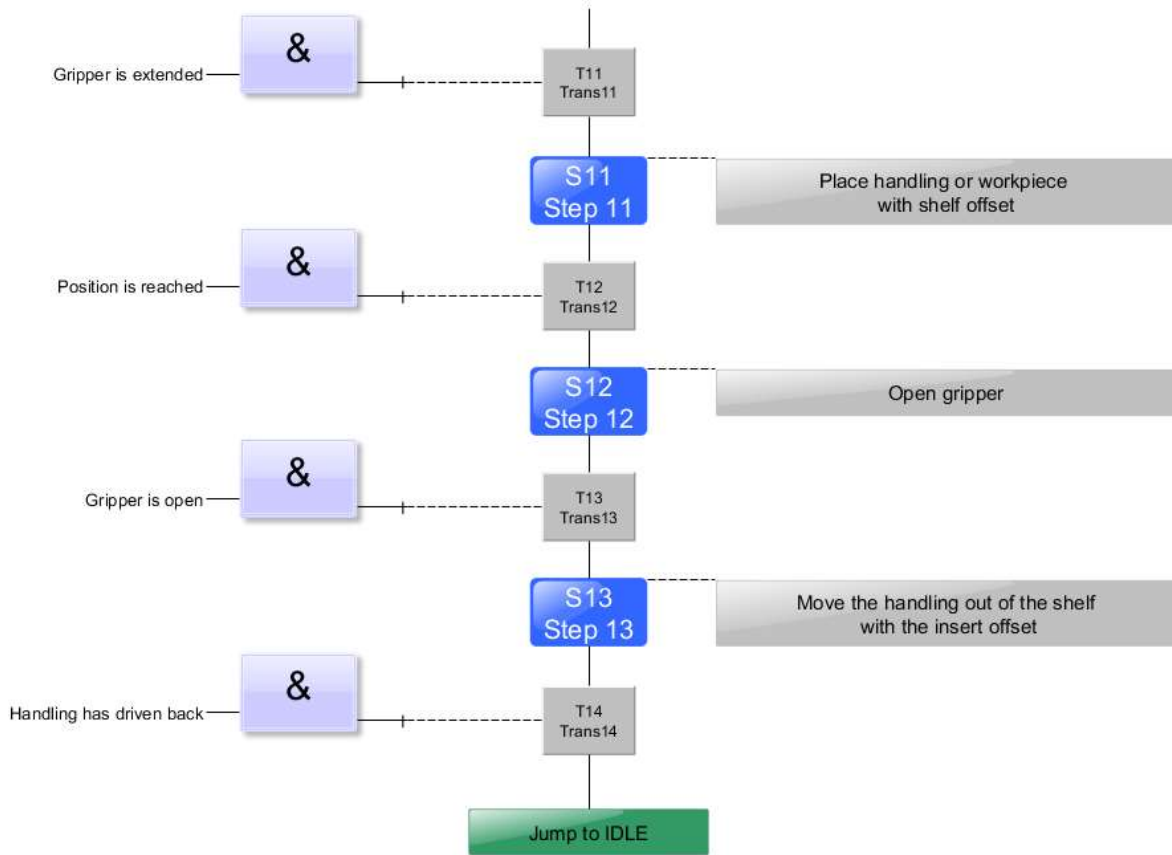 &
Gripper is extended
T11
Trans11
S11
Step 11
Place handling or workpiece
with shelf offset
&
Position is reached
T12
Trans12
S12
Step 12
Open gripper
&
Gripper is open
T13
Trans13
S13
Step 13
Move the handling out of the shelf
with the insert offset
&
Handling has driven back
T14
Trans14
Jump to IDLE